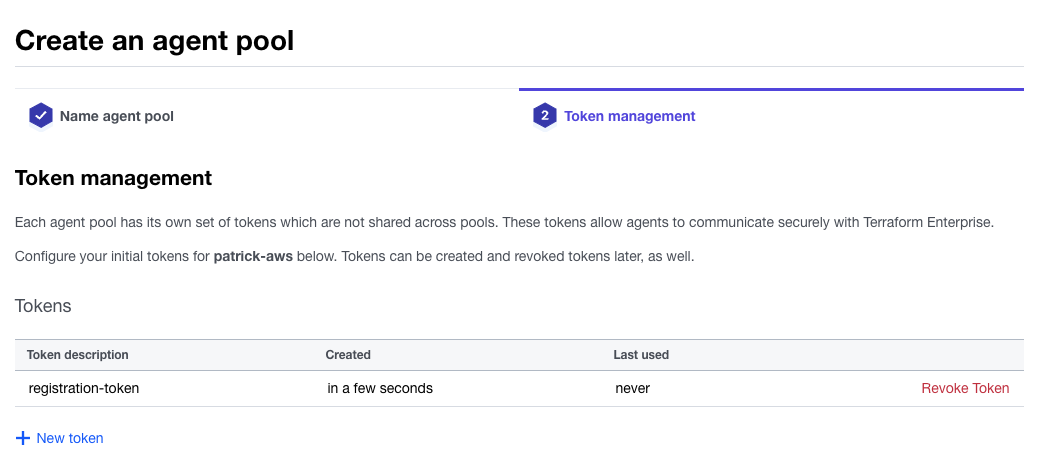 Create an agent pool
Name agent pool
2 Token management
Token management
Each agent pool has its own set of tokens which are not shared across pools. These tokens allow agents to communicate securely with Terraform Enterprise.
Configure your initial tokens for patrick-aws below. Tokens can be created and revoked tokens later, as well.
Tokens
Token description Created Last used
registration-token in a few seconds never Revoke Token
+ New token